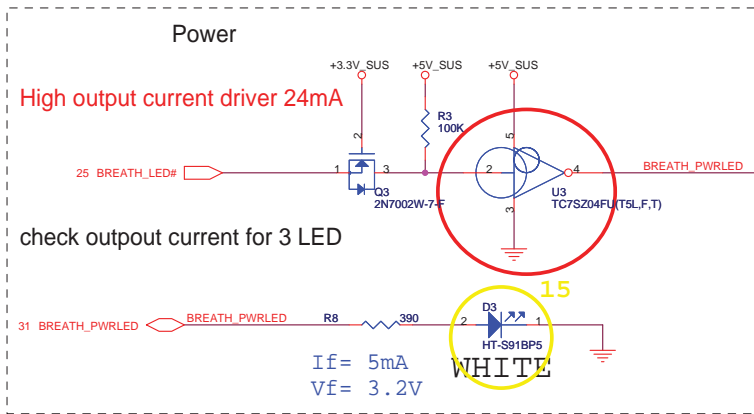 Power
+3.3V_SUS +5V_SUS +5V_SUS
High output current driver 24mA
R3
100K
2
5
25 BREATH_LED# 1 3 2 4 BREATH_PWRLED
Q3
2N7002W-7-F
U3
TC7SZ04FU(T5L,F,T)
3
check outpout current for 3 LED
15
31 BREATH_PWRLED BREATH_PWRLED R8 390 2 D3 1
HT-S91BP5
WHITE
If= 5mA
Vf= 3.2V